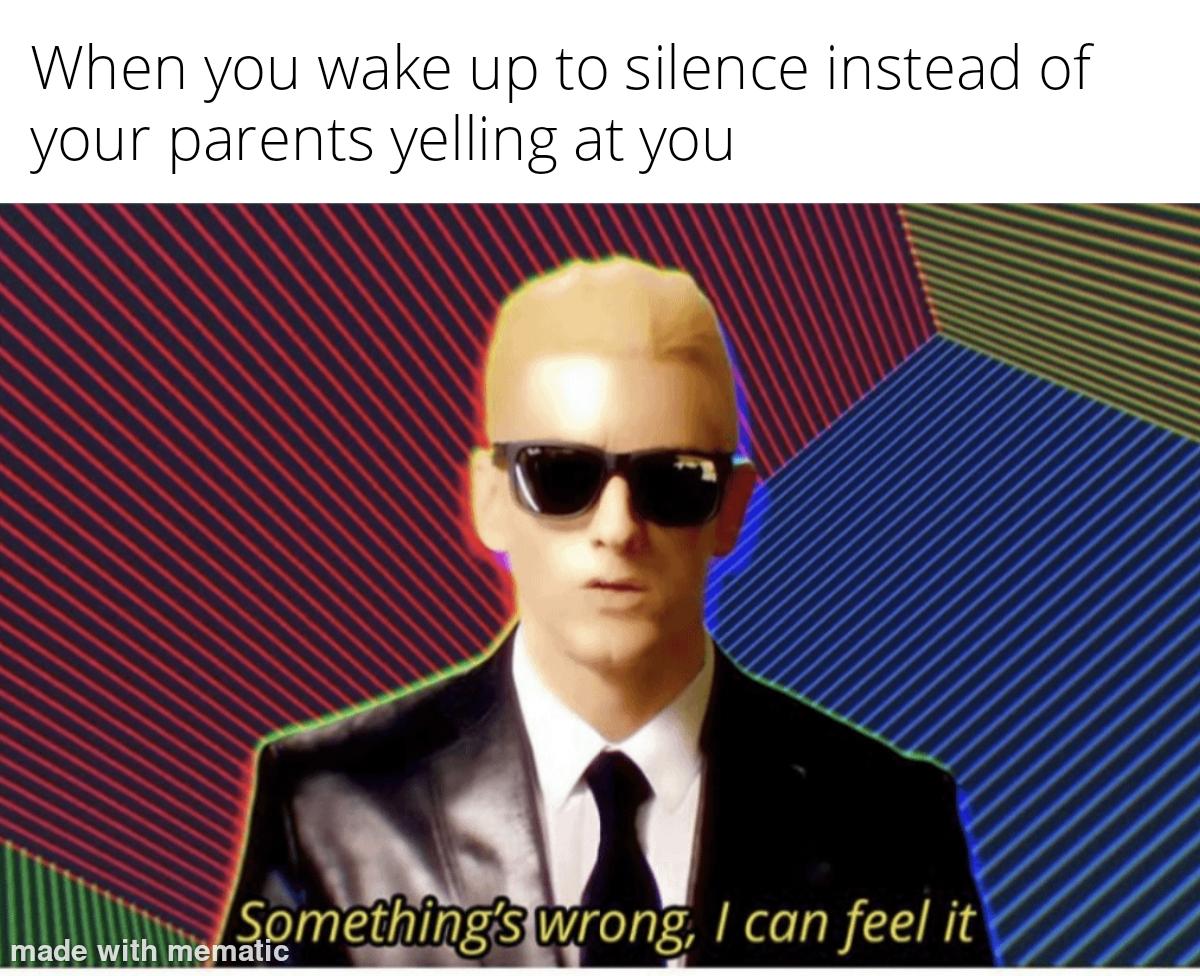 When you wake up to silence instead of
your parents yelling at you
Something's wrong, I can feel it
made with mematic